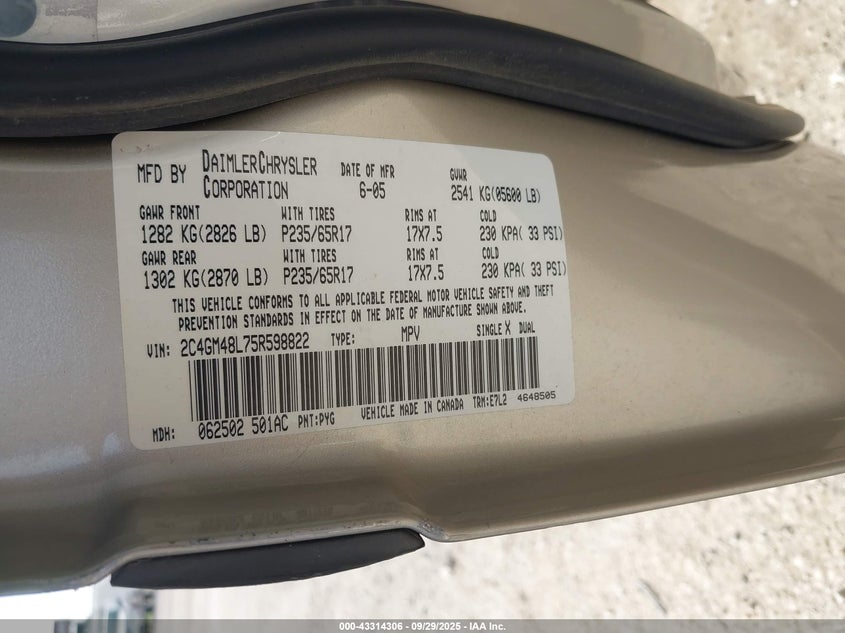 MFD BY DAIMLERCHRYSLER CORPORATION DATE OF MFR 6-05 GVWR 2541 KG(05600 LB)
GAWR FRONT WITH TIRES RIMS AT COLD
1282 KG(2826 LB) P235/65R17 17X7.5 230 KPA( 33 PSI)
GAWR REAR WITH TIRES RIMS AT COLD
1302 KG(2870 LB) P235/65R17 17X7.5 230 KPA( 33 PSI)
THIS VEHICLE CONFORMS TO ALL APPLICABLE FEDERAL MOTOR VEHICLE SAFETY AND THEFT
PREVENTION STANDARDS IN EFFECT ON THE DATE OF MANUFACTURE SHOWN ABOVE.
VIN: 2C4GM48L75R598822 TYPE: MPV SINGLE X DUAL
MDH: 062502 501AC PNT:PYG VEHICLE MADE IN CANADA TRM:E7L2 4648505
000-43314306 - 09/29/2025 - IAA Inc.